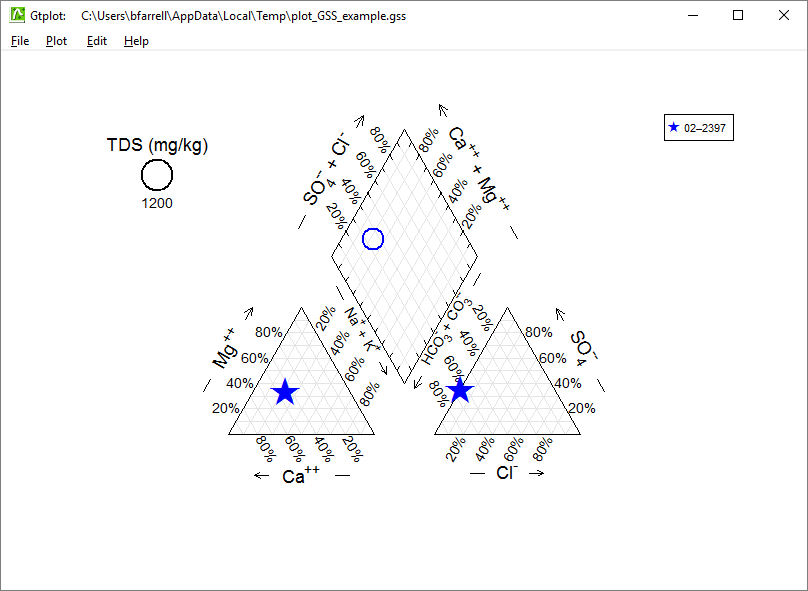 Gtplot: C:\Users\bfarrell\AppData\Local\Temp\plot_GSS_example.gss
File Plot Edit Help
TDS (mg/kg)
1200
02–2397
SO4−− + Cl-
80%
60%
40%
20%
Ca++ + Mg++
80%
60%
40%
20%
Mg++
80%
60%
40%
20%
Na+ + K+
20%
40%
60%
80%
HCO3- + CO3--
20%
40%
60%
80%
SO4−−
80%
60%
40%
20%
80% 60% 40% 20%
Ca++
20% 40% 60% 80%
Cl-